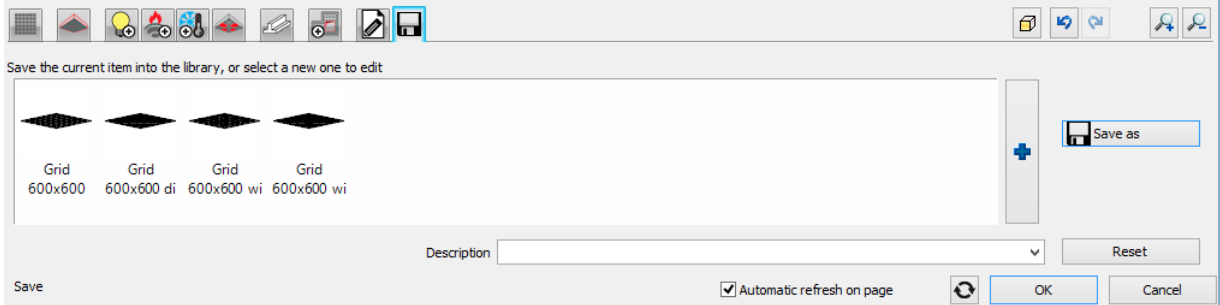 Save the current item into the library, or select a new one to edit
Grid
600x600
Grid
600x600 di
Grid
600x600 wi
Grid
600x600 wi
Save as
Description
Reset
Save
Automatic refresh on page
OK
Cancel